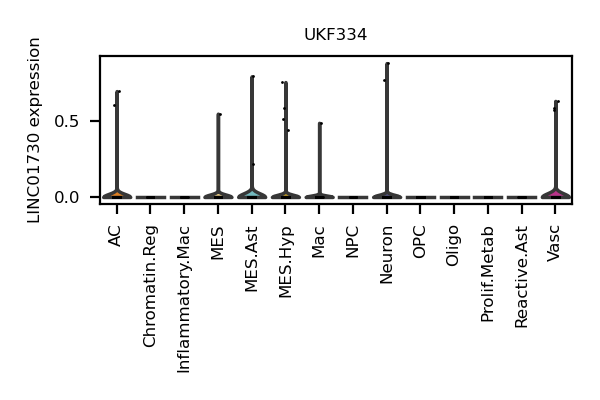 UKF334
LINC01730 expression
0.5
0.0
AC
Chromatin.Reg
Inflammatory.Mac
MES
MES.Ast
MES.Hyp
Mac
NPC
Neuron
OPC
Oligo
Prolif.Metab
Reactive.Ast
Vasc